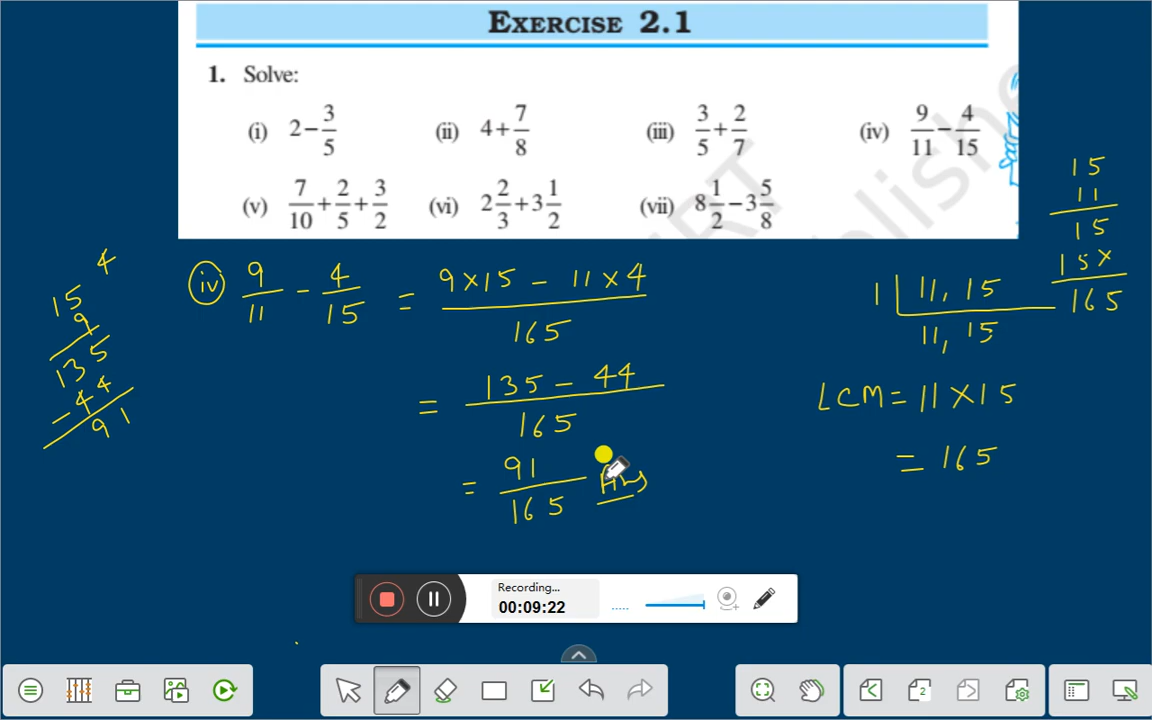 EXERCISE 2.1
1. Solve:
(i) 2 − 3/5 (ii) 4 + 7/8 (iii) 3/5 + 2/7 (iv) 9/11 − 4/15
(v) 7/10 + 2/5 + 3/2 (vi) 2 2/3 + 3 1/2 (vii) 8 1/2 − 3 5/8
4
15
9
135
− 44
91
(iv) 9/11 − 4/15 = 9×15 − 11×4 / 165
= 135 − 44 / 165
= 91/165 Ans
15
11
15
15×
165
1 | 11, 15
11, 15
LCM = 11×15
= 165
Recording...
00:09:22
2